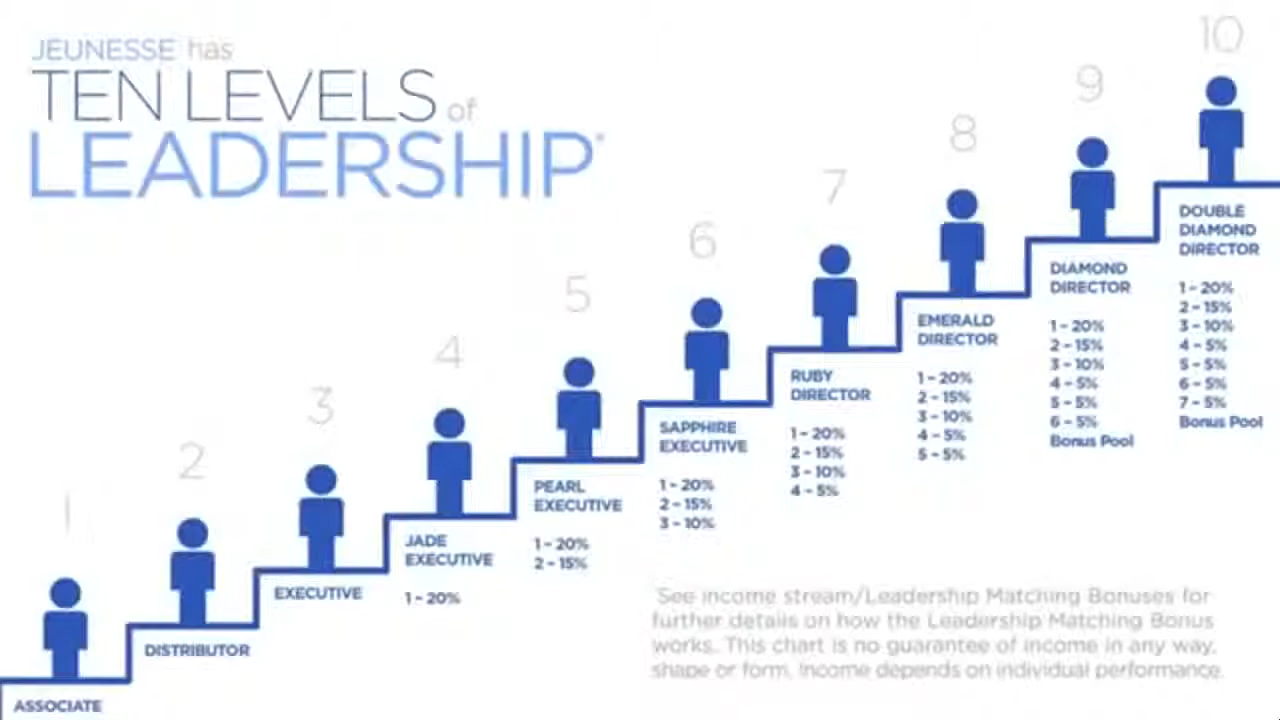 JEUNESSE has
TEN LEVELS of
LEADERSHIP*
1
ASSOCIATE
2
DISTRIBUTOR
3
EXECUTIVE
4
JADE
EXECUTIVE
1 - 20%
5
PEARL
EXECUTIVE
1 - 20%
2 - 15%
6
SAPPHIRE
EXECUTIVE
1 - 20%
2 - 15%
3 - 10%
7
RUBY
DIRECTOR
1 - 20%
2 - 15%
3 - 10%
4 - 5%
8
EMERALD
DIRECTOR
1 - 20%
2 - 15%
3 - 10%
4 - 5%
5 - 5%
9
DIAMOND
DIRECTOR
1 - 20%
2 - 15%
3 - 10%
4 - 5%
5 - 5%
6 - 5%
Bonus Pool
10
DOUBLE
DIAMOND
DIRECTOR
1 - 20%
2 - 15%
3 - 10%
4 - 5%
5 - 5%
6 - 5%
7 - 5%
Bonus Pool
*See income stream/Leadership Matching Bonuses for
further details on how the Leadership Matching Bonus
works. This chart is no guarantee of income in any way,
shape or form. Income depends on individual performance.